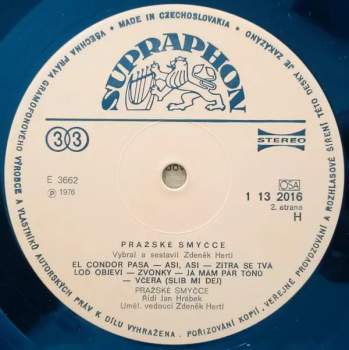 MADE IN CZECHOSLOVAKIA • VŠECHNA PRÁVA GRAMOFONOVÉHO VÝROBCE A VLASTNÍKŮ AUTORSKÝCH PRÁV K DÍLU VYHRAŽENA. POŘIZOVÁNÍ KOPIÍ, VEŘEJNÉ PROVOZOVÁNÍ A ROZHLASOVÉ ŠÍŘENÍ TÉTO DESKY JE ZAKÁZÁNO •
SUPRAPHON
33
STEREO
E 3662
℗ 1976
OSA
1 13 2016
2. strana
H
PRAŽSKÉ SMYČCE
Vybral a sestavil Zdeněk Hertl
EL CONDOR PASA — ASI, ASI — ZÍTRA SE TVÁ
LOĎ OBJEVÍ — ZVONKY — JÁ MÁM PÁR TÓNŮ
— VČERA (SLIB MI DEJ)
PRAŽSKÉ SMYČCE
Řídí Jan Hrábek
Uměl. vedoucí Zdeněk Hertl